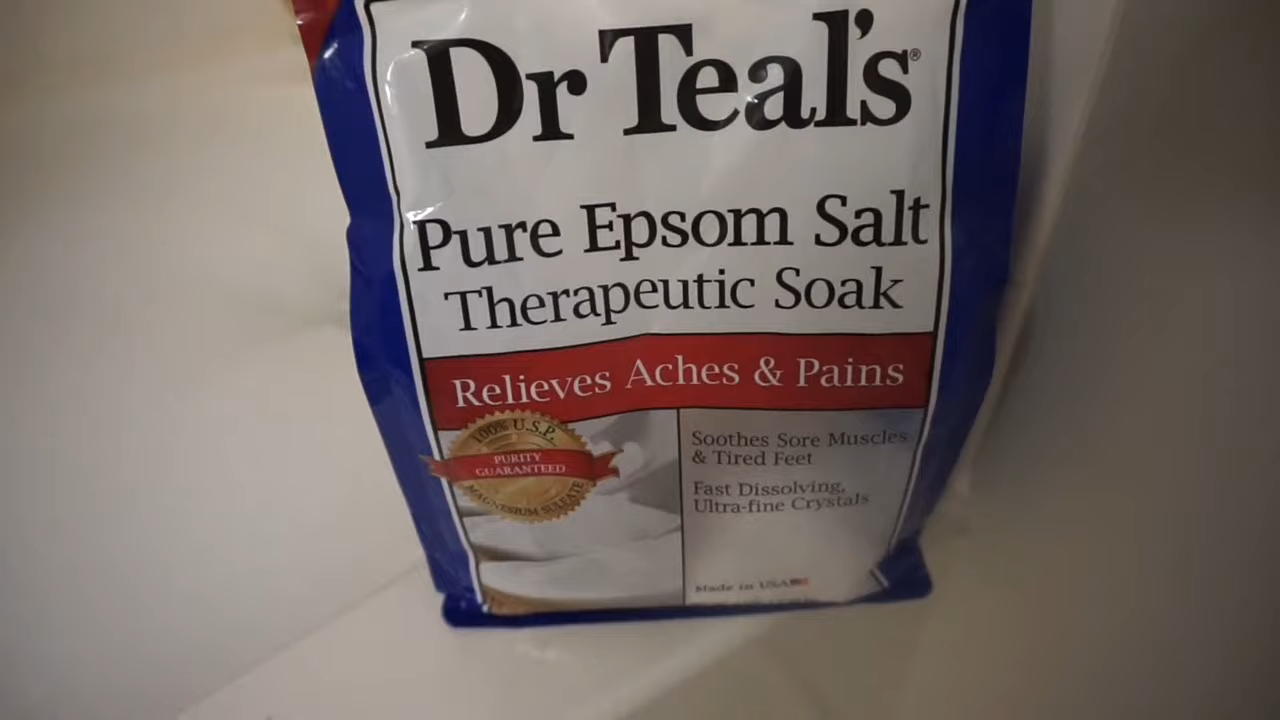 Dr Teal's®
Pure Epsom Salt
Therapeutic Soak
Relieves Aches & Pains
100% U.S.P.
PURITY
GUARANTEED
MAGNESIUM SULFATE
Soothes Sore Muscles
& Tired Feet
Fast Dissolving,
Ultra-fine Crystals
Made in USA